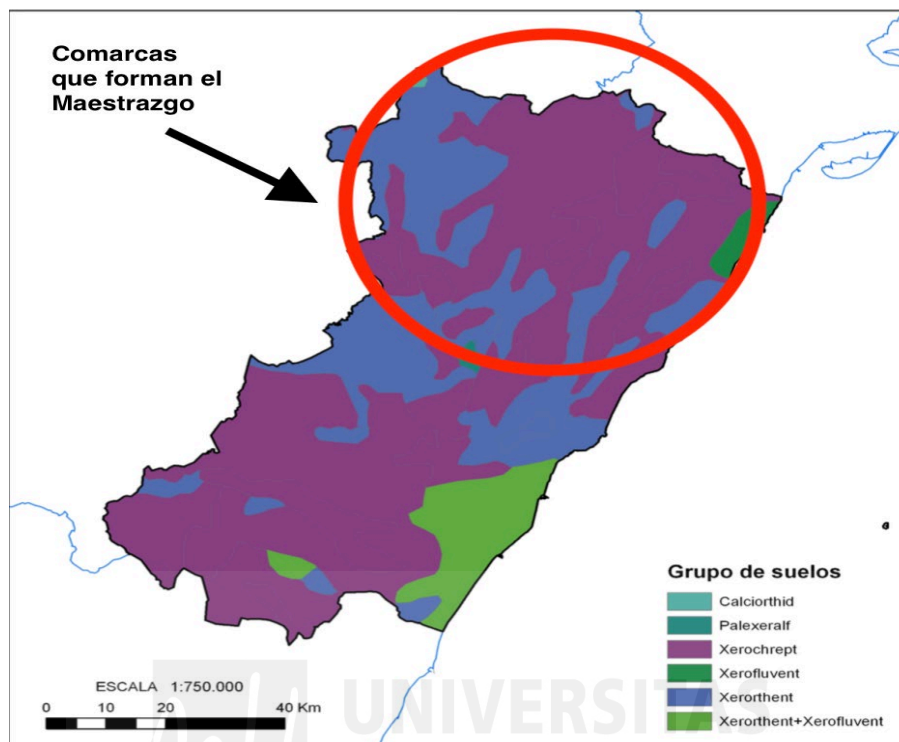 Comarcas
que forman el
Maestrazgo
Grupo de suelos
Calciorthid
Palexeralf
Xerochrept
Xerofluvent
Xerorthent
Xerorthent+Xerofluvent
ESCALA 1:750.000
0 5 10 20 40 Km
UNIVERSITAS